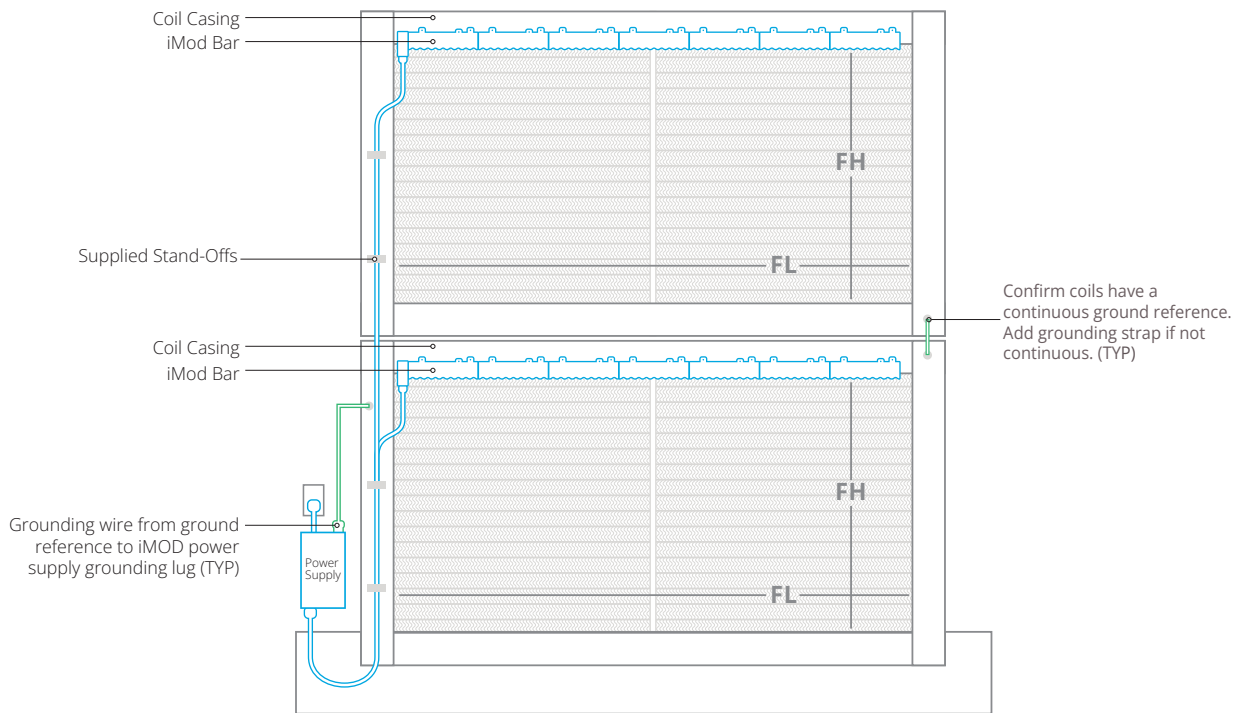 Coil Casing
iMod Bar
FH
Supplied Stand-Offs
FL
Confirm coils have a
continuous ground reference.
Add grounding strap if not
continuous. (TYP)
Coil Casing
iMod Bar
FH
Grounding wire from ground
reference to iMOD power
supply grounding lug (TYP)
Power
Supply
FL